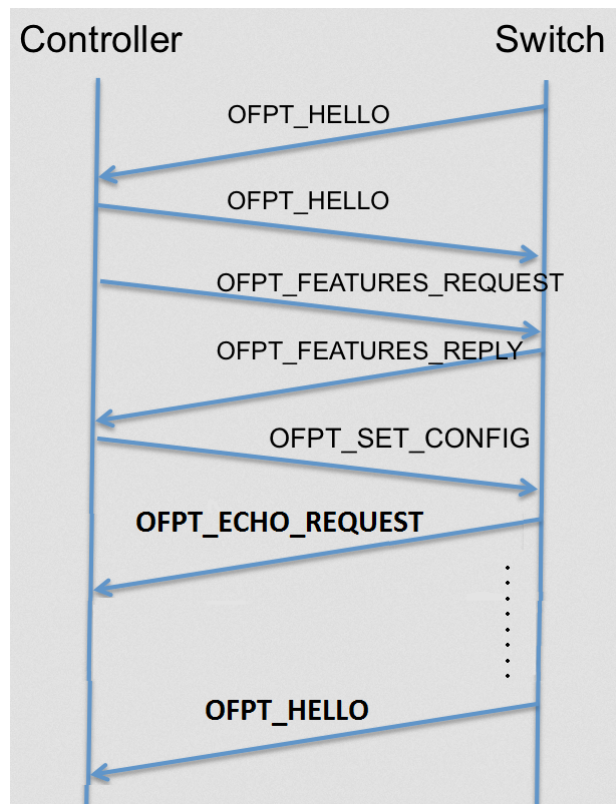 Controller
Switch
OFPT_HELLO
OFPT_HELLO
OFPT_FEATURES_REQUEST
OFPT_FEATURES_REPLY
OFPT_SET_CONFIG
OFPT_ECHO_REQUEST
OFPT_HELLO